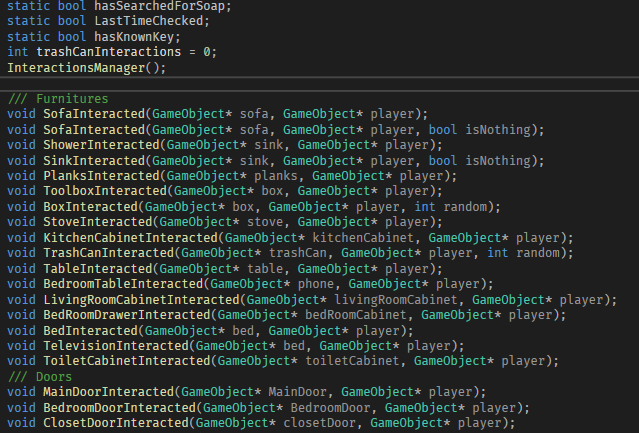 static bool hasSearchedForSoap;
static bool LastTimeChecked;
static bool hasKnownKey;
int trashCanInteractions = 0;
InteractionsManager();
/// Furnitures
void SofaInteracted(GameObject* sofa, GameObject* player);
void SofaInteracted(GameObject* sofa, GameObject* player, bool isNothing);
void ShowerInteracted(GameObject* sink, GameObject* player);
void SinkInteracted(GameObject* sink, GameObject* player, bool isNothing);
void PlanksInteracted(GameObject* planks, GameObject* player);
void ToolboxInteracted(GameObject* box, GameObject* player);
void BoxInteracted(GameObject* box, GameObject* player, int random);
void StoveInteracted(GameObject* stove, GameObject* player);
void KitchenCabinetInteracted(GameObject* kitchenCabinet, GameObject* player);
void TrashCanInteracted(GameObject* trashCan, GameObject* player, int random);
void TableInteracted(GameObject* table, GameObject* player);
void BedroomTableInteracted(GameObject* phone, GameObject* player);
void LivingRoomCabinetInteracted(GameObject* livingRoomCabinet, GameObject* player);
void BedRoomDrawerInteracted(GameObject* bedRoomCabinet, GameObject* player);
void BedInteracted(GameObject* bed, GameObject* player);
void TelevisionInteracted(GameObject* bed, GameObject* player);
void ToiletCabinetInteracted(GameObject* toiletCabinet, GameObject* player);
/// Doors
void MainDoorInteracted(GameObject* MainDoor, GameObject* player);
void BedroomDoorInteracted(GameObject* BedroomDoor, GameObject* player);
void ClosetDoorInteracted(GameObject* closetDoor, GameObject* player);